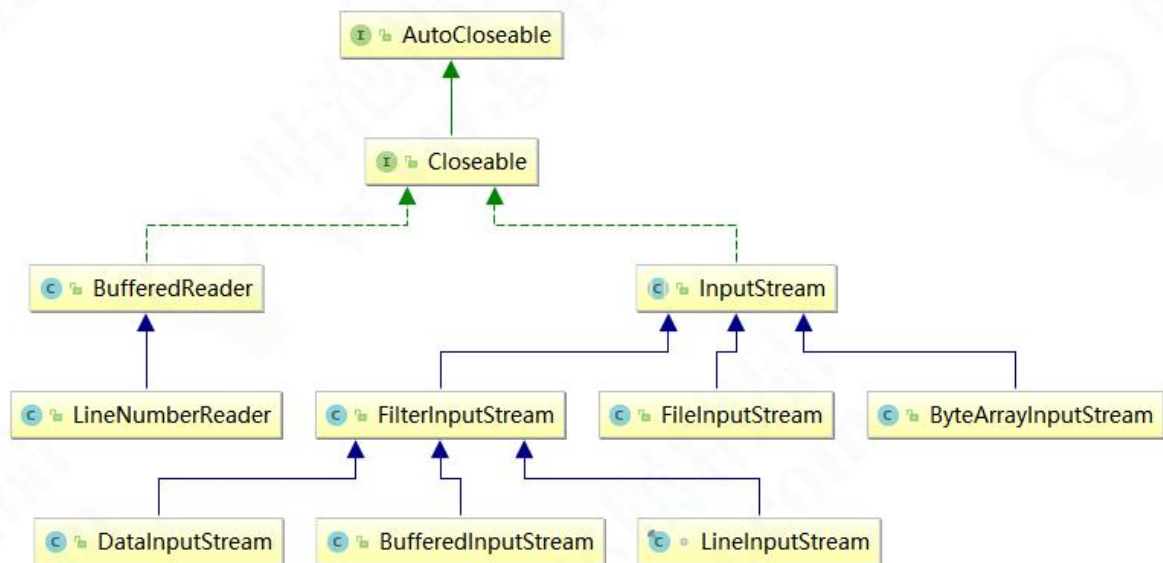 I AutoCloseable
I Closeable
C BufferedReader
C InputStream
C LineNumberReader
C FilterInputStream
C FileInputStream
C ByteArrayInputStream
C DataInputStream
C BufferedInputStream
C LineInputStream